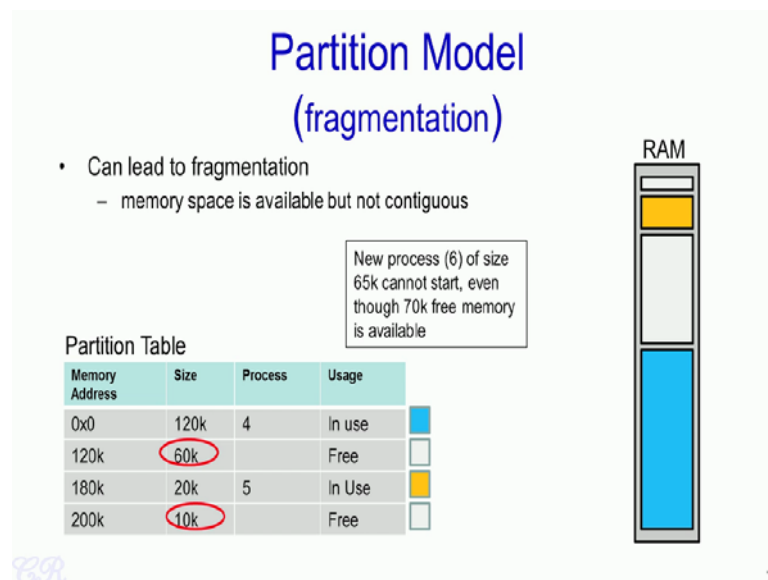 Partition Model
(fragmentation)
RAM
• Can lead to fragmentation
– memory space is available but not contiguous
New process (6) of size
65k cannot start, even
though 70k free memory
is available
Partition Table
Memory Address Size Process Usage
0x0 120k 4 In use
120k 60k Free
180k 20k 5 In Use
200k 10k Free